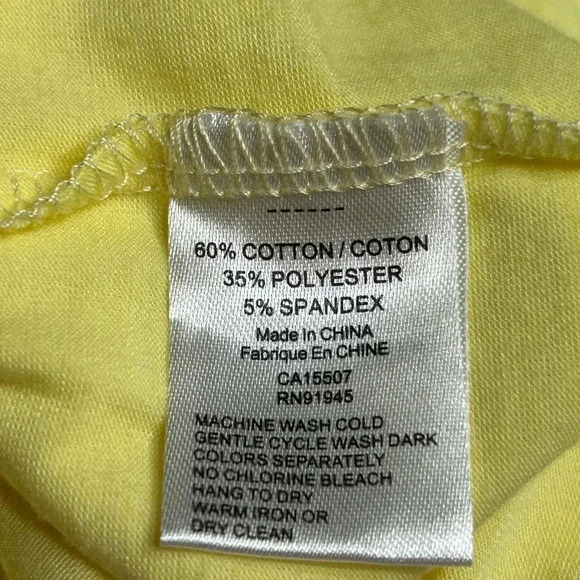 ------
60% COTTON / COTON
35% POLYESTER
5% SPANDEX
Made In CHINA
Fabrique En CHINE
CA15507
RN91945
MACHINE WASH COLD
GENTLE CYCLE WASH DARK
COLORS SEPARATELY
NO CHLORINE BLEACH
HANG TO DRY
WARM IRON OR
DRY CLEAN